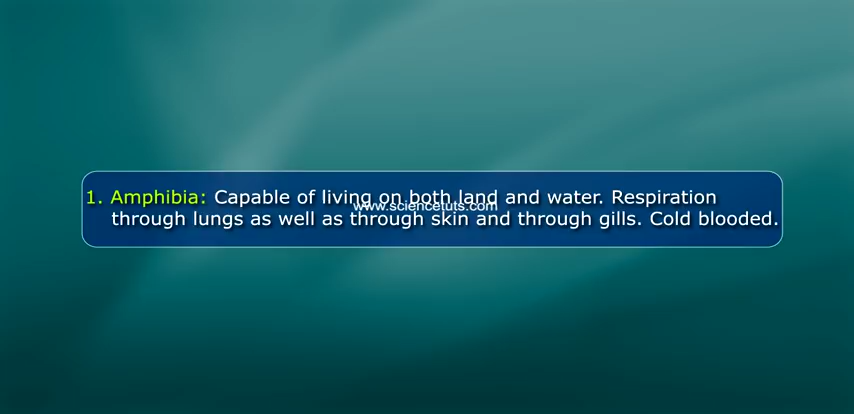 1. Amphibia: Capable of living on both land and water. Respiration
www.sciencetuts.com
through lungs as well as through skin and through gills. Cold blooded.